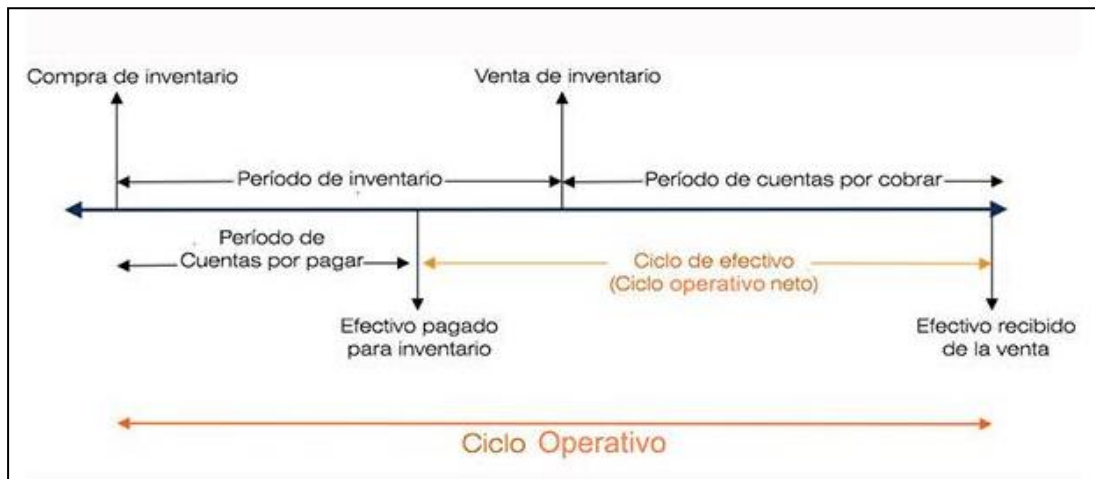 Compra de inventario
Venta de inventario
Período de inventario
Período de cuentas por cobrar
Período de
Cuentas por pagar
Ciclo de efectivo
(Ciclo operativo neto)
Efectivo pagado
para inventario
Efectivo recibido
de la venta
Ciclo Operativo